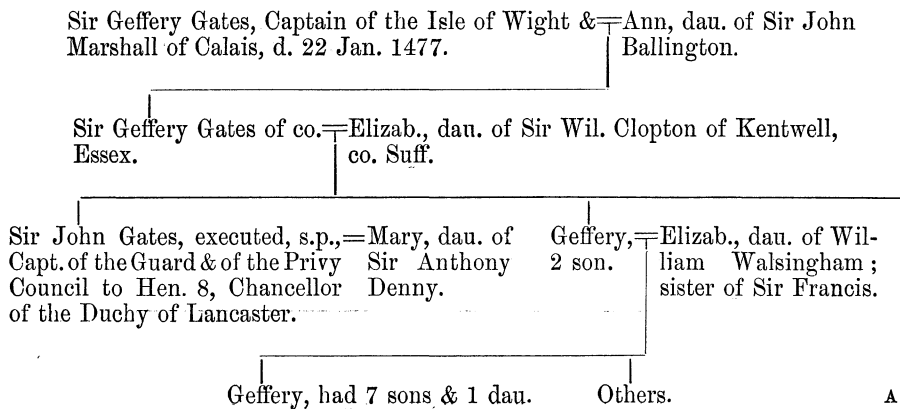 Sir Geffery Gates, Captain of the Isle of Wight &=Ann, dau. of Sir John
Marshall of Calais, d. 22 Jan. 1477. Ballington.
Sir Geffery Gates of co.=Elizab., dau. of Sir Wil. Clopton of Kentwell,
Essex. co. Suff.
Sir John Gates, executed, s.p.,=Mary, dau. of
Capt. of the Guard & of the Privy Sir Anthony
Council to Hen. 8, Chancellor Denny.
of the Duchy of Lancaster.
Geffery,=Elizab., dau. of Wil-
2 son. liam Walsingham;
sister of Sir Francis.
Geffery, had 7 sons & 1 dau. Others. A